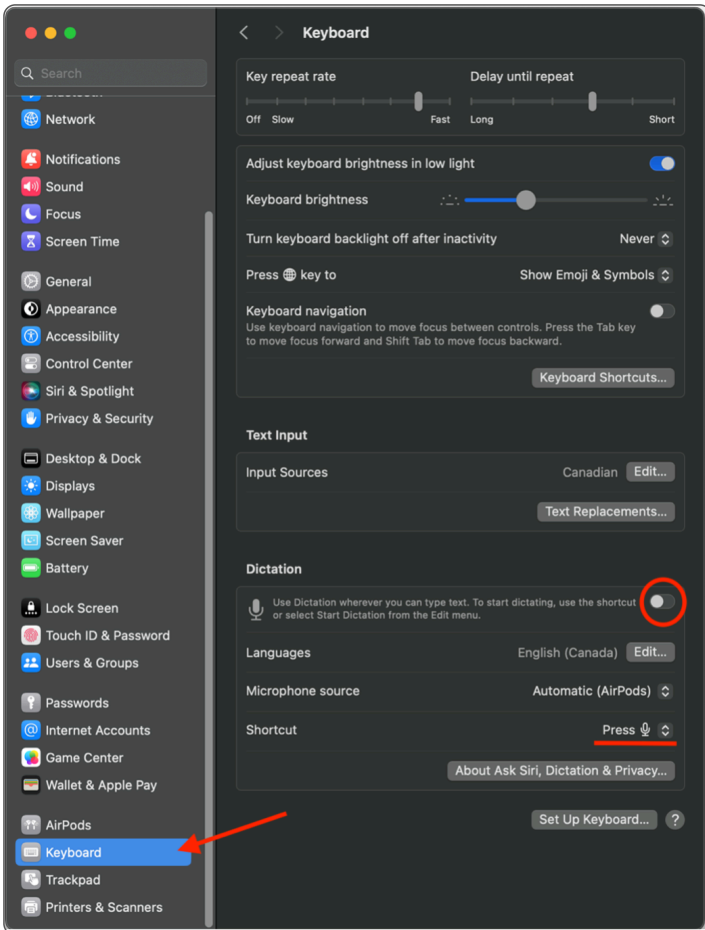 Keyboard
Search
Network
Notifications
Sound
Focus
Screen Time
General
Appearance
Accessibility
Control Center
Siri & Spotlight
Privacy & Security
Desktop & Dock
Displays
Wallpaper
Screen Saver
Battery
Lock Screen
Touch ID & Password
Users & Groups
Passwords
Internet Accounts
Game Center
Wallet & Apple Pay
AirPods
Keyboard
Trackpad
Printers & Scanners
Key repeat rate
Off Slow Fast
Delay until repeat
Long Short
Adjust keyboard brightness in low light
Keyboard brightness
Turn keyboard backlight off after inactivity Never
Press key to Show Emoji & Symbols
Keyboard navigation
Use keyboard navigation to move focus between controls. Press the Tab key
to move focus forward and Shift Tab to move focus backward.
Keyboard Shortcuts...
Text Input
Input Sources Canadian Edit...
Text Replacements...
Dictation
Use Dictation wherever you can type text. To start dictating, use the shortcut
or select Start Dictation from the Edit menu.
Languages English (Canada) Edit...
Microphone source Automatic (AirPods)
Shortcut Press
About Ask Siri, Dictation & Privacy...
Set Up Keyboard... ?